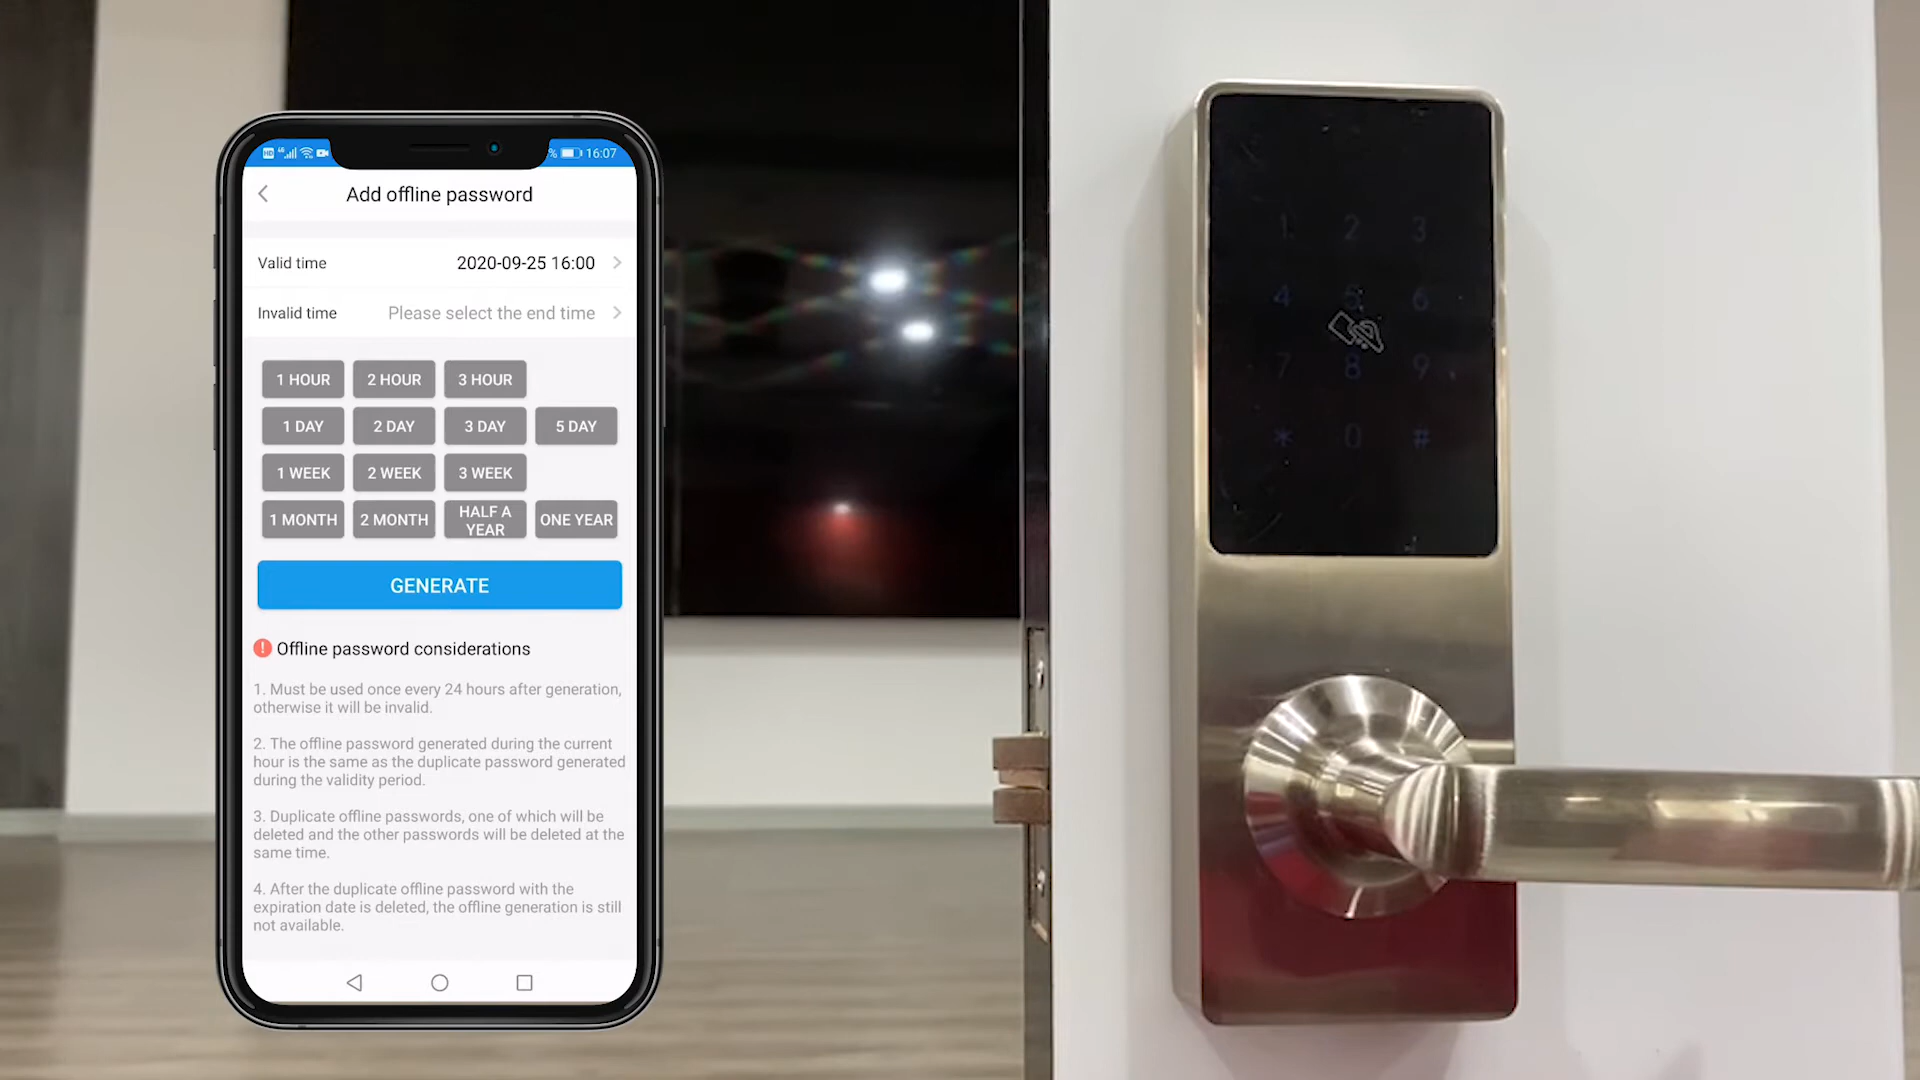 HD 4G % 16:07
Add offline password
Valid time 2020-09-25 16:00
Invalid time Please select the end time
1 HOUR 2 HOUR 3 HOUR
1 DAY 2 DAY 3 DAY 5 DAY
1 WEEK 2 WEEK 3 WEEK
1 MONTH 2 MONTH HALF A YEAR ONE YEAR
GENERATE
! Offline password considerations
1. Must be used once every 24 hours after generation,
otherwise it will be invalid.
2. The offline password generated during the current
hour is the same as the duplicate password generated
during the validity period.
3. Duplicate offline passwords, one of which will be
deleted and the other passwords will be deleted at the
same time.
4. After the duplicate offline password with the
expiration date is deleted, the offline generation is still
not available.
1 2 3
4 5 6
7 8 9
* 0 #